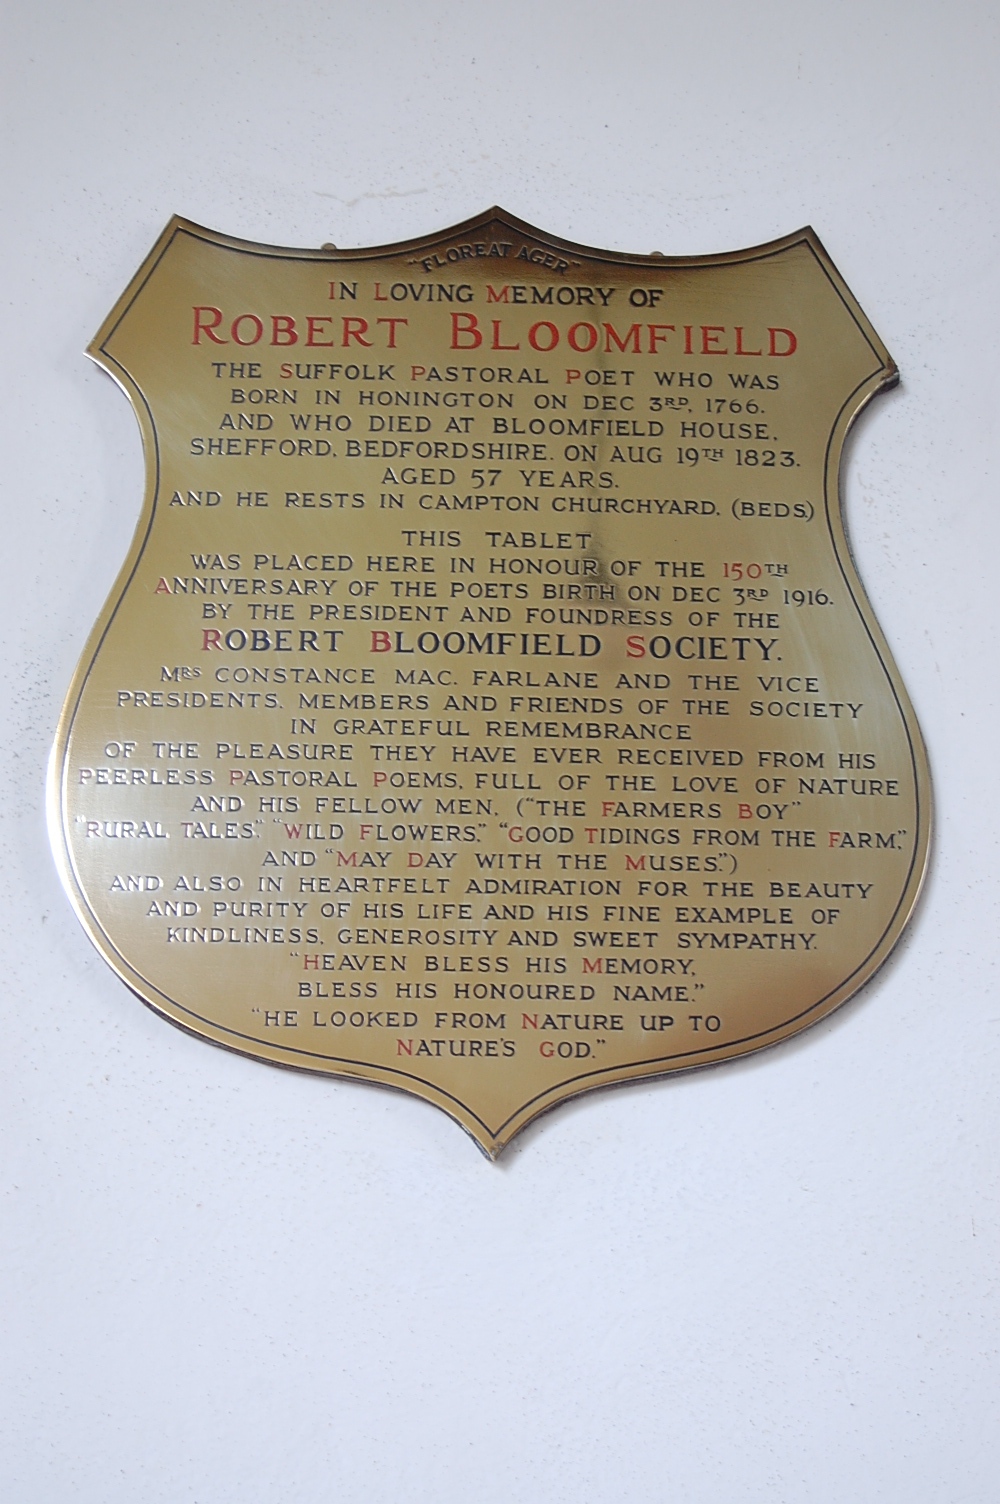 "FLOREAT AGER"
IN LOVING MEMORY OF
ROBERT BLOOMFIELD
THE SUFFOLK PASTORAL POET WHO WAS
BORN IN HONINGTON ON DEC 3RD, 1766.
AND WHO DIED AT BLOOMFIELD HOUSE,
SHEFFORD, BEDFORDSHIRE. ON AUG 19TH 1823.
AGED 57 YEARS.
AND HE RESTS IN CAMPTON CHURCHYARD. (BEDS.)
THIS TABLET
WAS PLACED HERE IN HONOUR OF THE 150TH
ANNIVERSARY OF THE POETS BIRTH ON DEC 3RD 1916.
BY THE PRESIDENT AND FOUNDRESS OF THE
ROBERT BLOOMFIELD SOCIETY.
MRS CONSTANCE MAC. FARLANE AND THE VICE
PRESIDENTS. MEMBERS AND FRIENDS OF THE SOCIETY
IN GRATEFUL REMEMBRANCE
OF THE PLEASURE THEY HAVE EVER RECEIVED FROM HIS
PEERLESS PASTORAL POEMS, FULL OF THE LOVE OF NATURE
AND HIS FELLOW MEN, ("THE FARMERS BOY"
"RURAL TALES." "WILD FLOWERS." "GOOD TIDINGS FROM THE FARM,"
AND "MAY DAY WITH THE MUSES.")
AND ALSO IN HEARTFELT ADMIRATION FOR THE BEAUTY
AND PURITY OF HIS LIFE AND HIS FINE EXAMPLE OF
KINDLINESS, GENEROSITY AND SWEET SYMPATHY.
"HEAVEN BLESS HIS MEMORY,
BLESS HIS HONOURED NAME."
"HE LOOKED FROM NATURE UP TO
NATURE'S GOD."